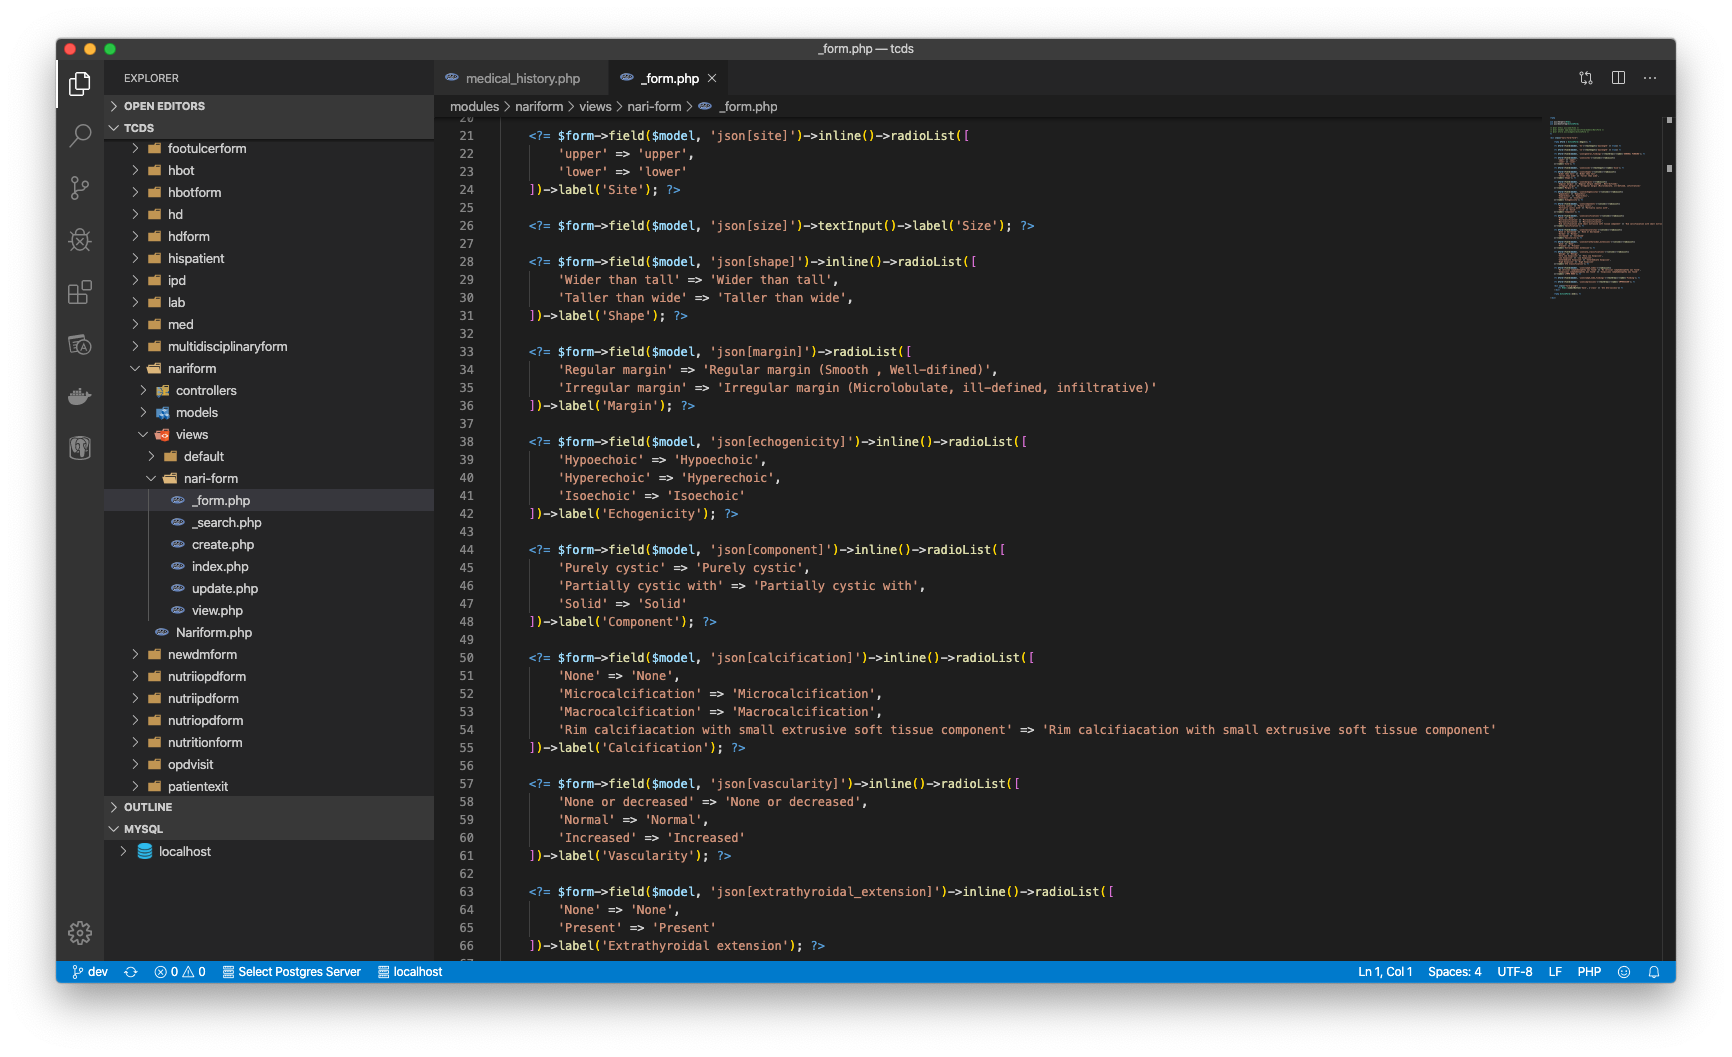 _form.php — tcds
EXPLORER
OPEN EDITORS
TCDS
footulcerform
hbot
hbotform
hd
hdform
hispatient
ipd
lab
med
multidisciplinaryform
nariform
controllers
models
views
default
nari-form
_form.php
_search.php
create.php
index.php
update.php
view.php
Nariform.php
newdmform
nutriiopdform
nutriipdform
nutriopdform
nutritionform
opdvisit
patientexit
OUTLINE
MYSQL
localhost
medical_history.php
_form.php
modules > nariform > views > nari-form > _form.php
20
21 <?= $form->field($model, 'json[site]')->inline()->radioList([
22 'upper' => 'upper',
23 'lower' => 'lower'
24 ])->label('Site'); ?>
25
26 <?= $form->field($model, 'json[size]')->textInput()->label('Size'); ?>
27
28 <?= $form->field($model, 'json[shape]')->inline()->radioList([
29 'Wider than tall' => 'Wider than tall',
30 'Taller than wide' => 'Taller than wide',
31 ])->label('Shape'); ?>
32
33 <?= $form->field($model, 'json[margin]')->radioList([
34 'Regular margin' => 'Regular margin (Smooth , Well-difined)',
35 'Irregular margin' => 'Irregular margin (Microlobulate, ill-defined, infiltrative)'
36 ])->label('Margin'); ?>
37
38 <?= $form->field($model, 'json[echogenicity]')->inline()->radioList([
39 'Hypoechoic' => 'Hypoechoic',
40 'Hyperechoic' => 'Hyperechoic',
41 'Isoechoic' => 'Isoechoic'
42 ])->label('Echogenicity'); ?>
43
44 <?= $form->field($model, 'json[component]')->inline()->radioList([
45 'Purely cystic' => 'Purely cystic',
46 'Partially cystic with' => 'Partially cystic with',
47 'Solid' => 'Solid'
48 ])->label('Component'); ?>
49
50 <?= $form->field($model, 'json[calcification]')->inline()->radioList([
51 'None' => 'None',
52 'Microcalcification' => 'Microcalcification',
53 'Macrocalcification' => 'Macrocalcification',
54 'Rim calcifiacation with small extrusive soft tissue component' => 'Rim calcifiacation with small extrusive soft tissue component'
55 ])->label('Calcification'); ?>
56
57 <?= $form->field($model, 'json[vascularity]')->inline()->radioList([
58 'None or decreased' => 'None or decreased',
59 'Normal' => 'Normal',
60 'Increased' => 'Increased'
61 ])->label('Vascularity'); ?>
62
63 <?= $form->field($model, 'json[extrathyroidal_extension]')->inline()->radioList([
64 'None' => 'None',
65 'Present' => 'Present'
66 ])->label('Extrathyroidal extension'); ?>
dev 0 0 Select Postgres Server localhost Ln 1, Col 1 Spaces: 4 UTF-8 LF PHP